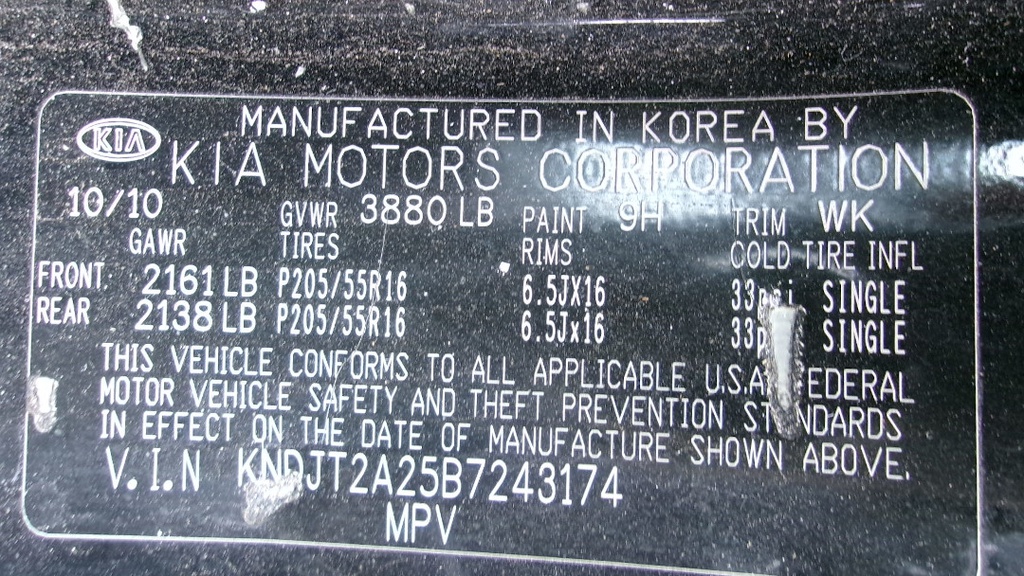 KIA MANUFACTURED IN KOREA BY
KIA MOTORS CORPORATION
10/10 GVWR 3880 LB PAINT 9H TRIM WK
GAWR TIRES RIMS COLD TIRE INFL
FRONT 2161 LB P205/55R16 6.5JX16 33psi SINGLE
REAR 2138 LB P205/55R16 6.5Jx16 SINGLE
THIS VEHICLE CONFORMS TO ALL APPLICABLE U.S.A FEDERAL
MOTOR VEHICLE SAFETY AND THEFT PREVENTION STANDARDS
IN EFFECT ON THE DATE OF MANUFACTURE SHOWN ABOVE.
V.I.N KNDJT2A25B7243174
MPV